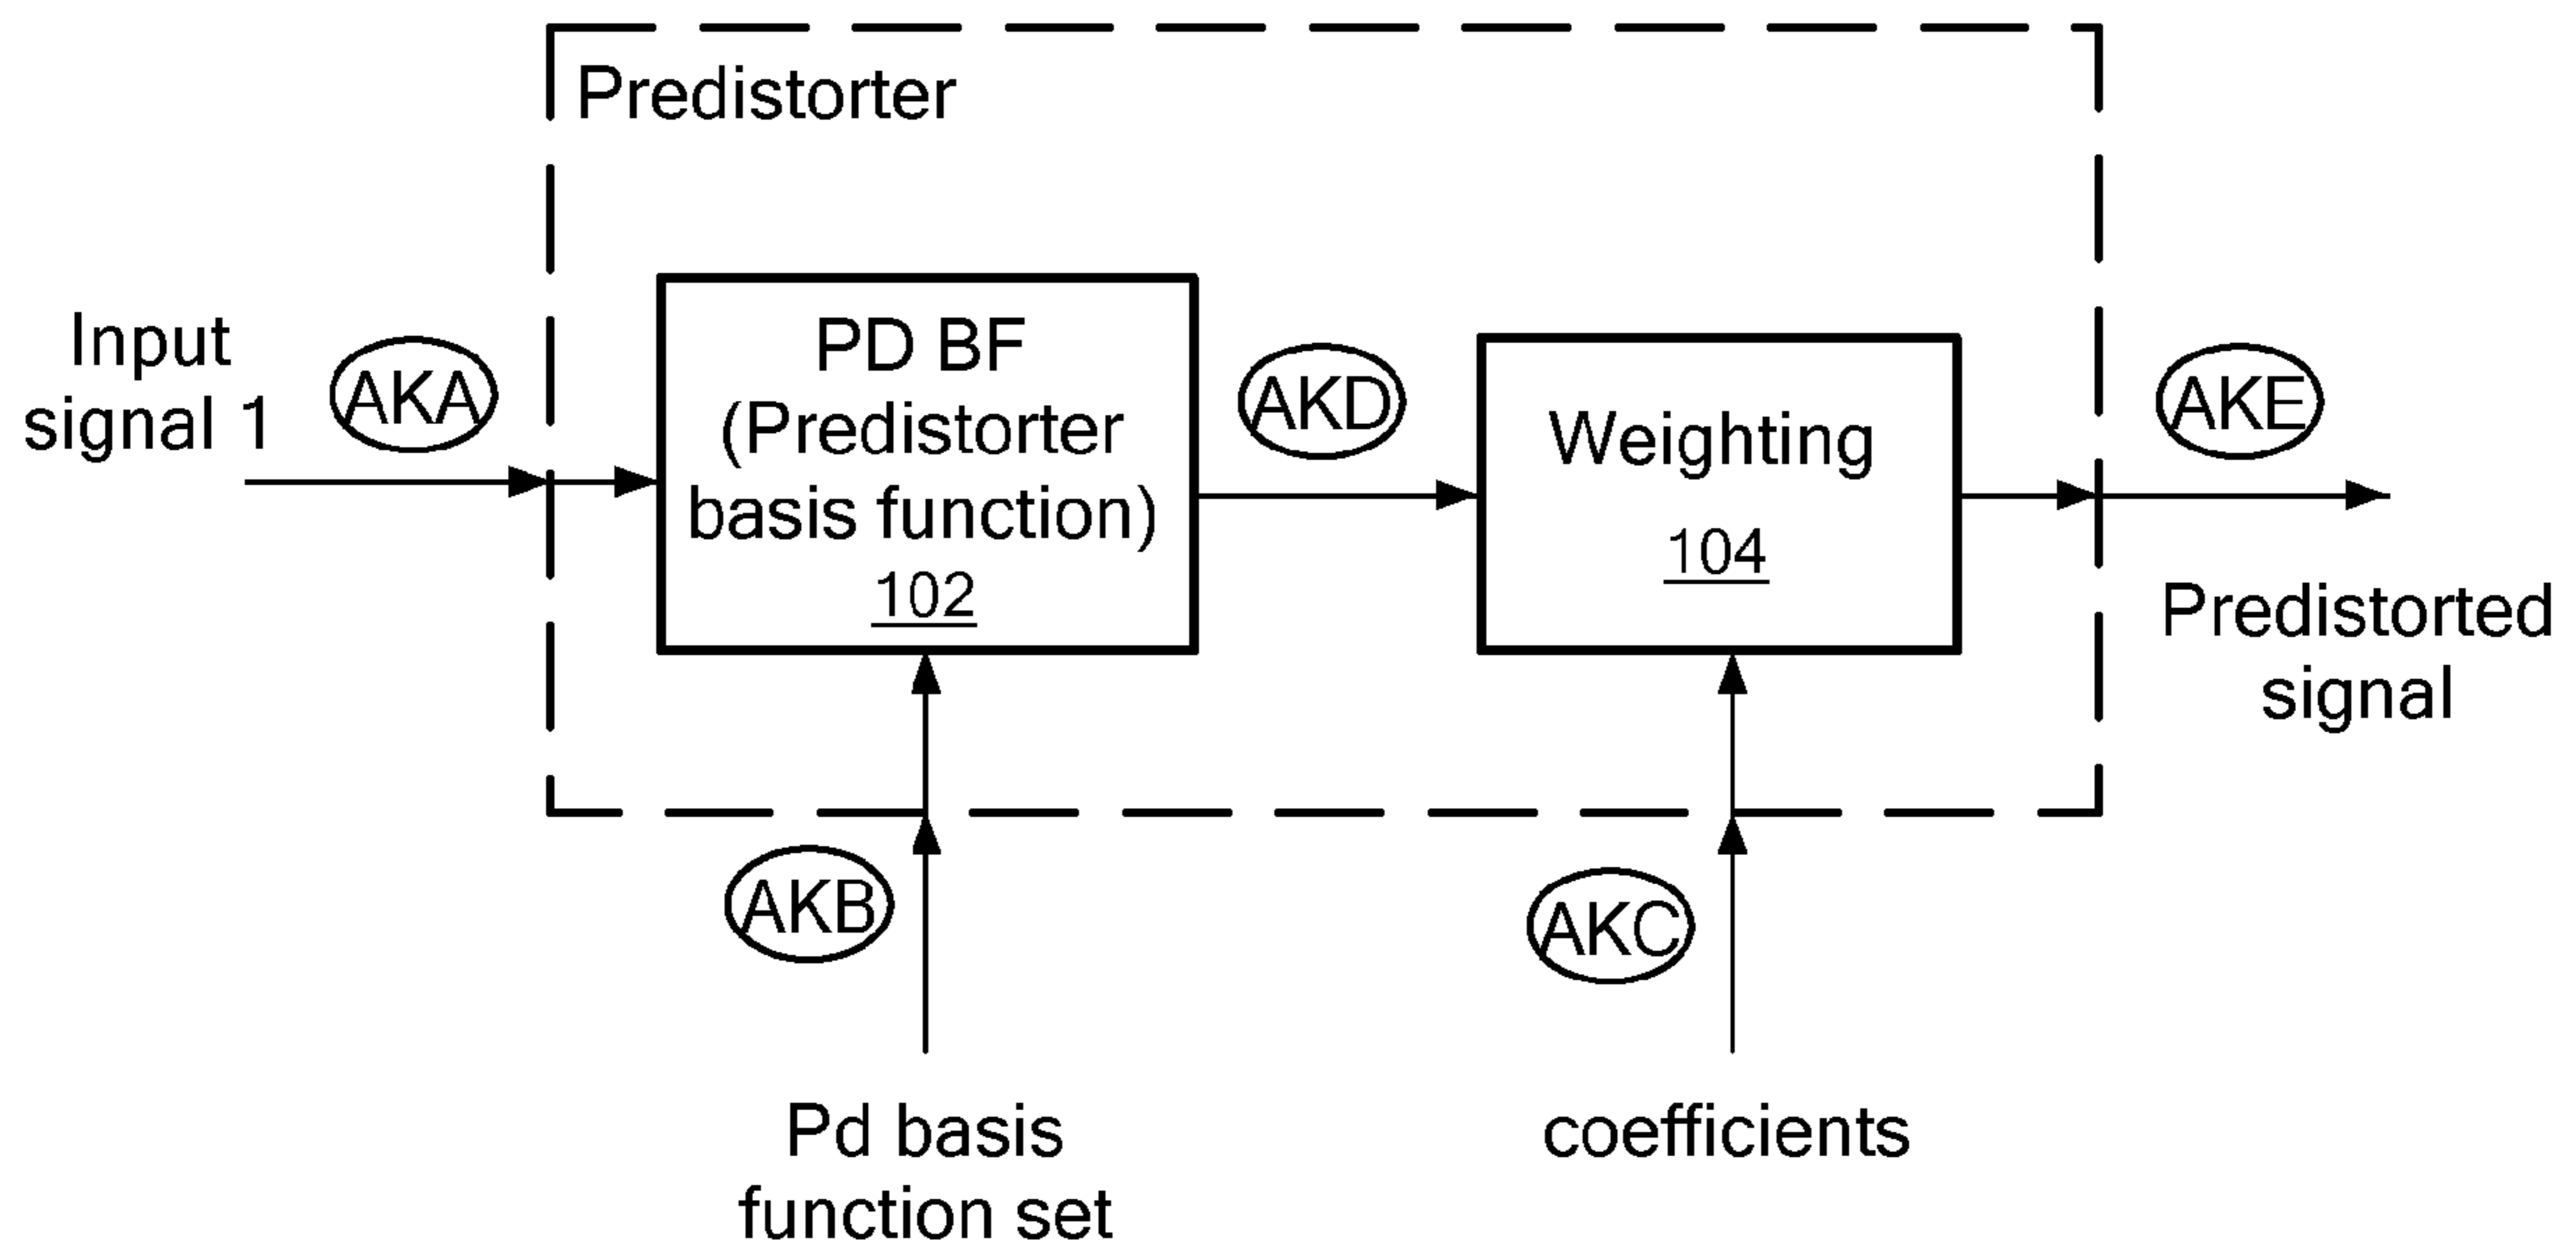 Predistorter
Input
signal 1
AKA
PD BF
(Predistorter
basis function)
102
AKD
Weighting
104
AKE
Predistorted
signal
AKB
AKC
Pd basis
function set
coefficients